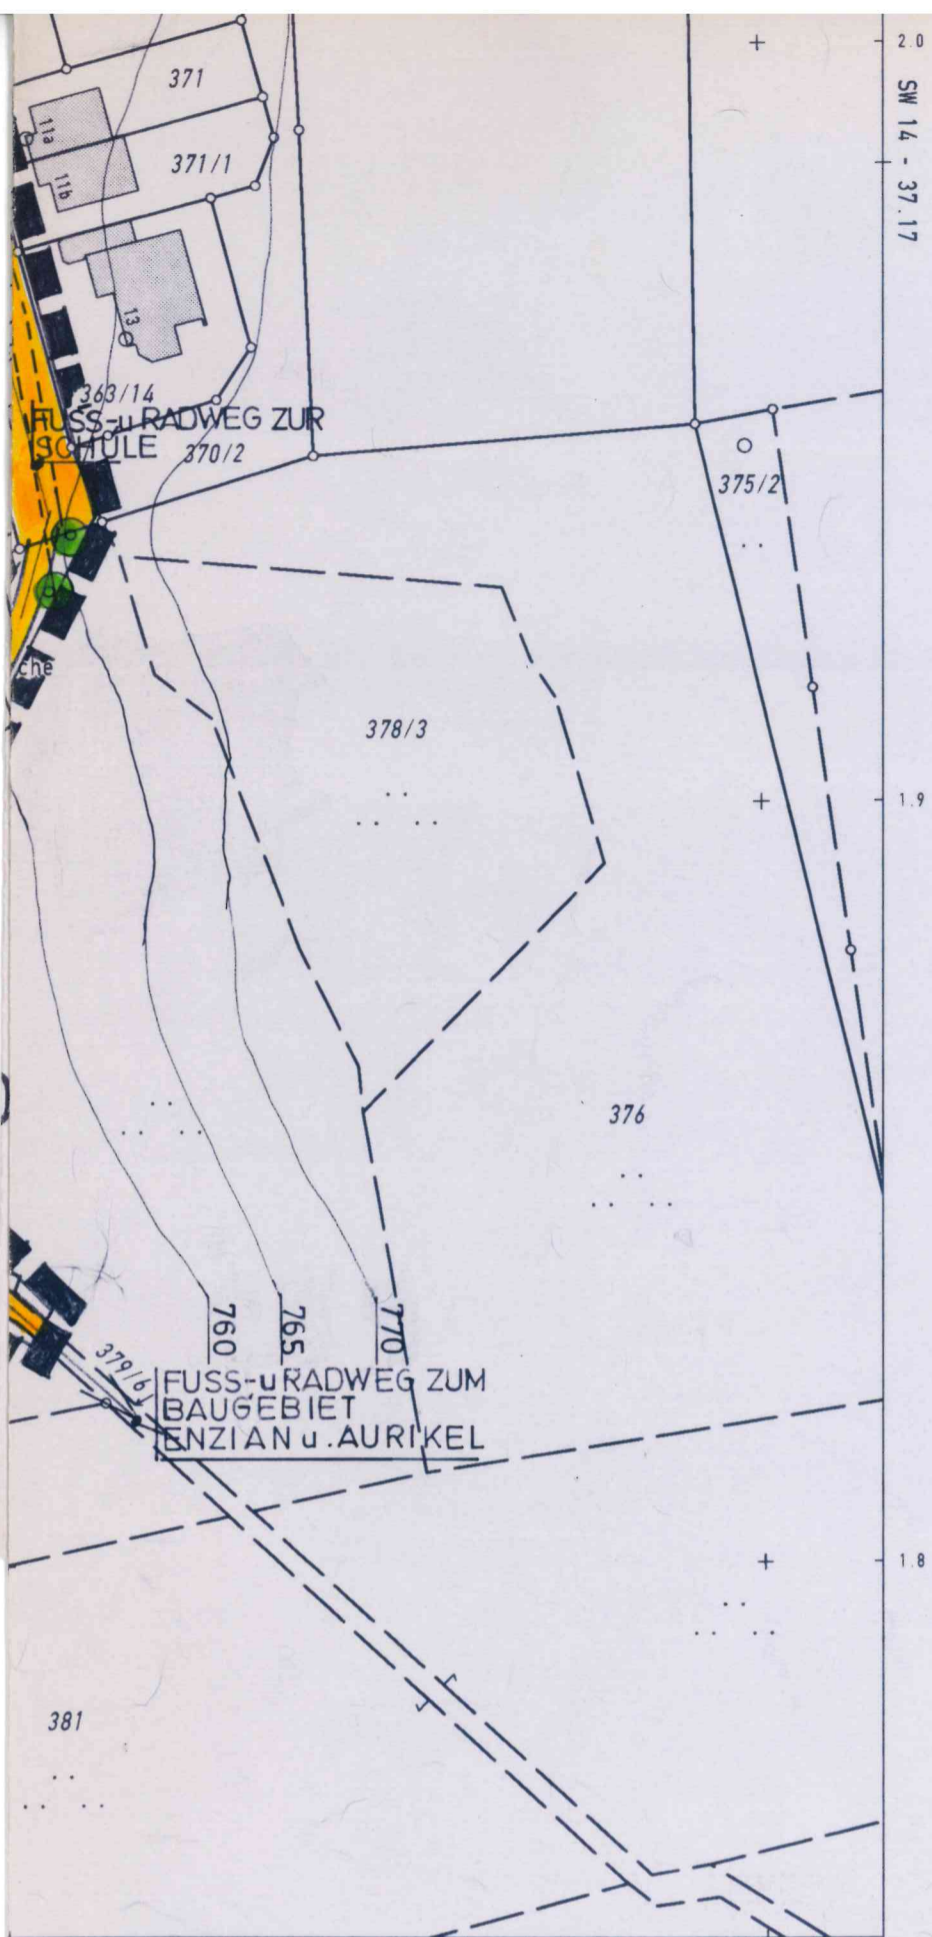 2.0
SW 14 - 37.17
371
11a
371/1
11b
13
363/14
FUSS-u RADWEG ZUR
SCHULE
370/2
375/2
che
378/3
1.9
376
760
765
770
379/6
FUSS-u RADWEG ZUM
BAUGEBIET
ENZIAN u. AURIKEL
1.8
381